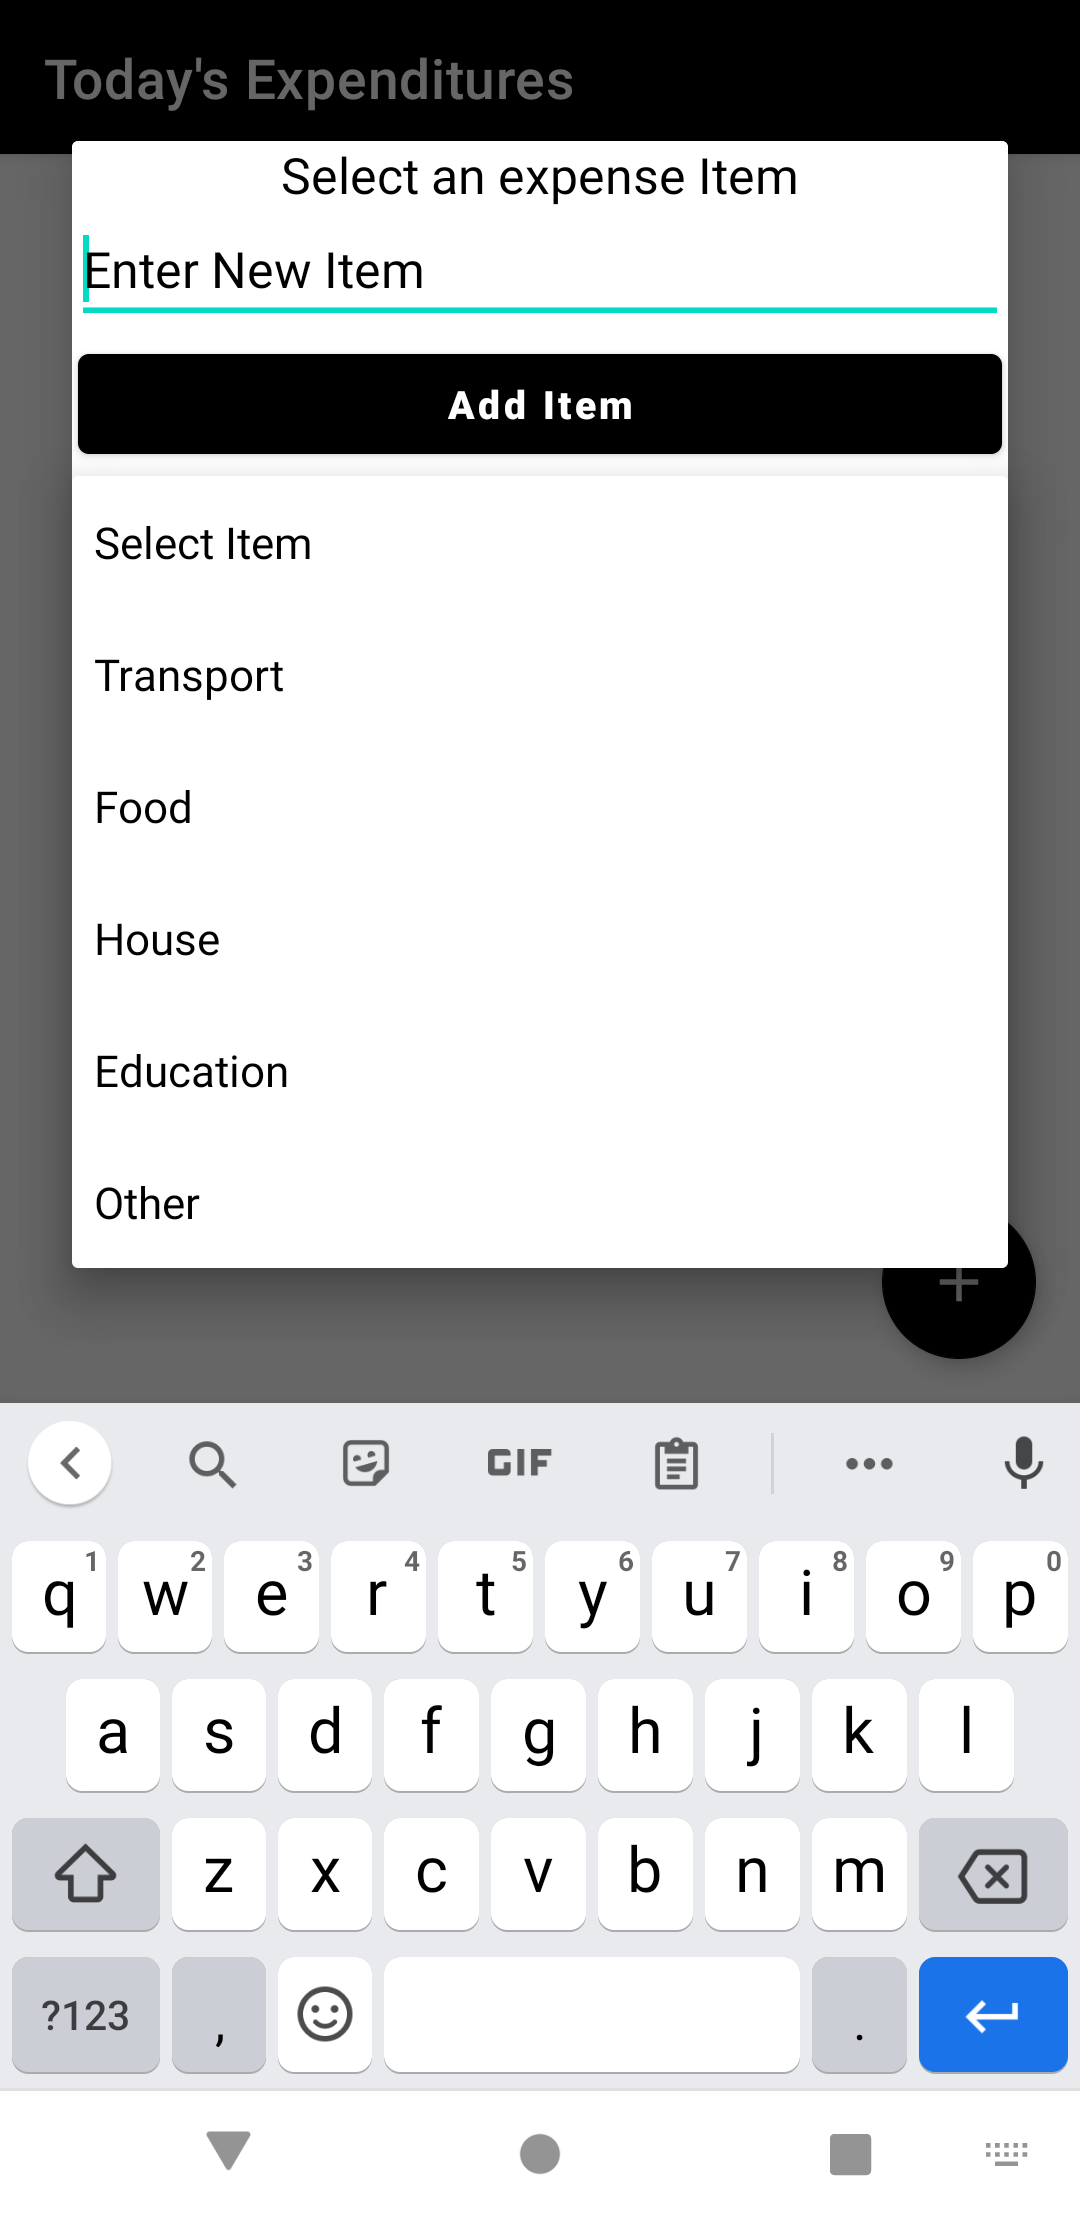 Today's Expenditures
Select an expense Item
Enter New Item
Add Item
Select Item
Transport
Food
House
Education
Other
GIF
q 1 w 2 e 3 r 4 t 5 y 6 u 7 i 8 o 9 p 0
a s d f g h j k l
z x c v b n m
?123 , .